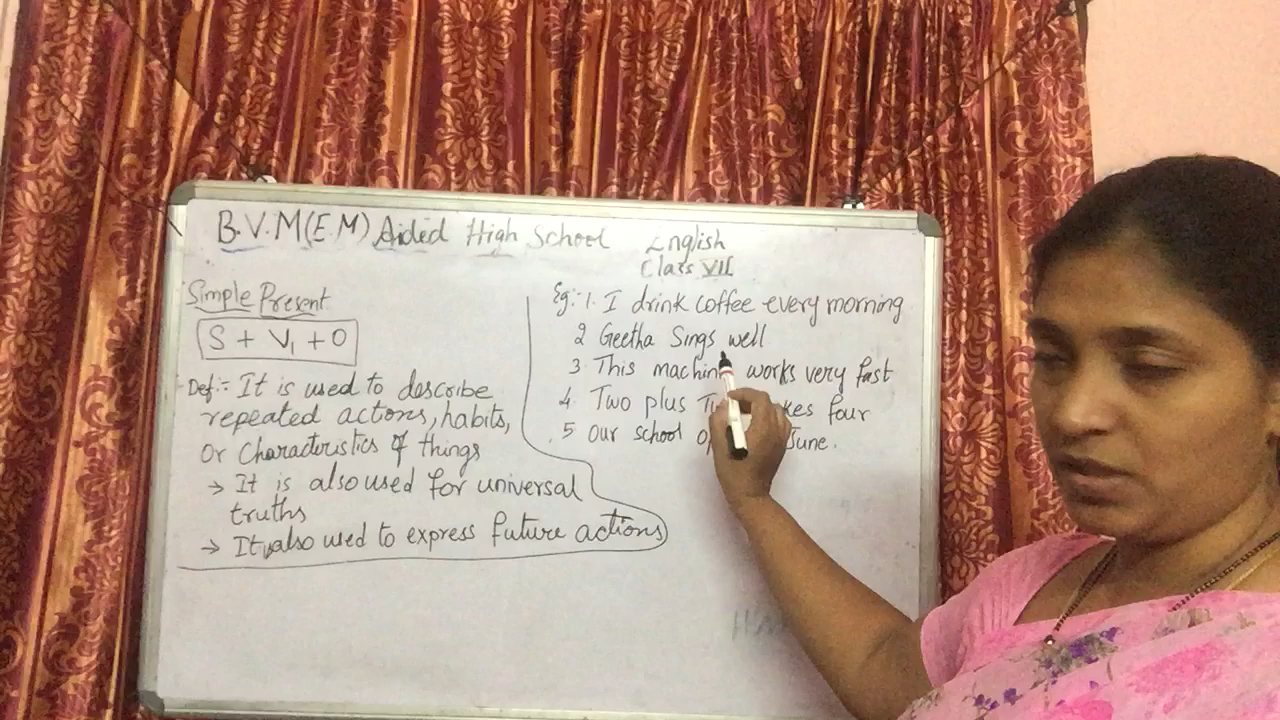 B.V.M(E.M) Aided High School
English
Class VII
Simple Present
S + V₁ + O
Def:- It is used to describe
repeated actions, habits,
Or Characteristics of things
→ It is also used for universal
truths
→ It also used to express future actions
Eg:- 1. I drink coffee every morning
2 Geetha Sings well
3. This machine works very fast
4. Two plus kes four
5 our school June.